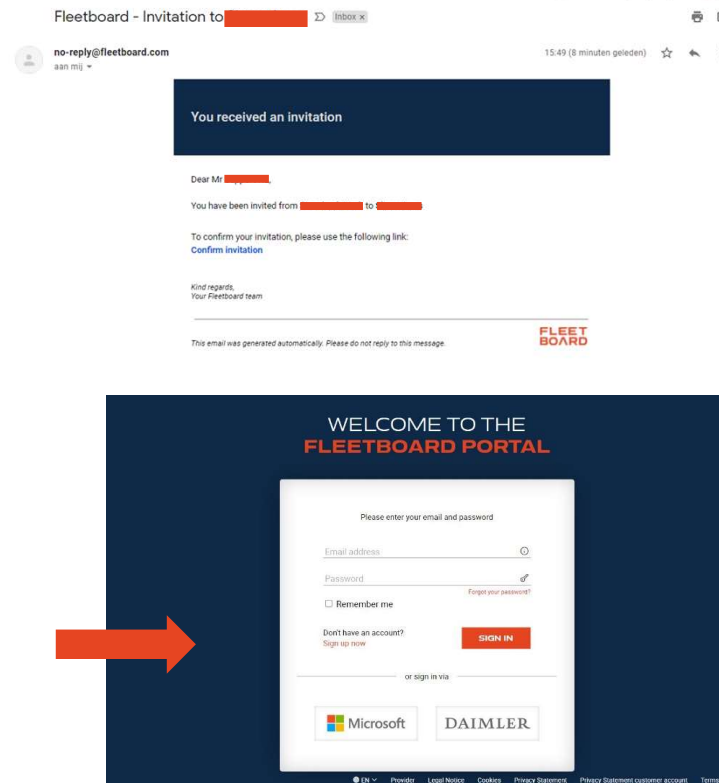 Fleetboard - Invitation to
Inbox x
no-reply@fleetboard.com
15:49 (8 minuten geleden)
aan mij
You received an invitation
Dear Mr
You have been invited from to
To confirm your invitation, please use the following link:
Confirm invitation
Kind regards,
Your Fleetboard team
This email was generated automatically. Please do not reply to this message.
FLEET
BOARD
WELCOME TO THE
FLEETBOARD PORTAL
Please enter your email and password
Email address
Password
Forgot your password?
Remember me
Don't have an account?
Sign up now
SIGN IN
or sign in via
Microsoft
DAIMLER
EN Provider Legal Notice Cookies Privacy Statement Privacy Statement customer account Terms